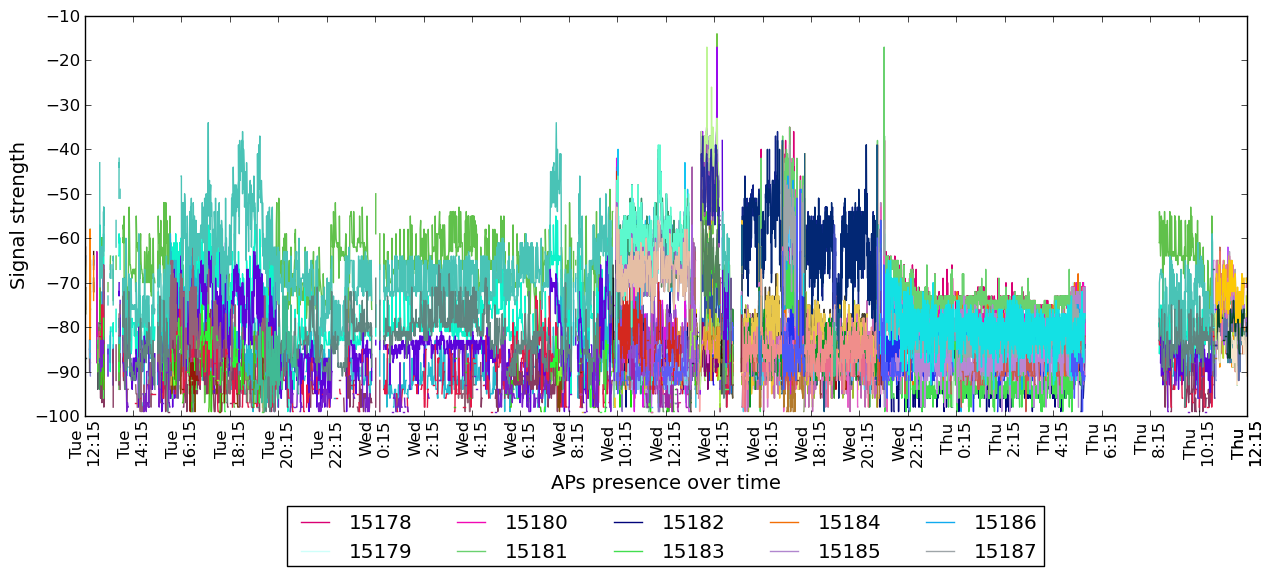 −10
−20
−30
−40
−50
−60
−70
−80
−90
−100
Signal strength
Tue 12:15
Tue 14:15
Tue 16:15
Tue 18:15
Tue 20:15
Tue 22:15
Wed 0:15
Wed 2:15
Wed 4:15
Wed 6:15
Wed 8:15
Wed 10:15
Wed 12:15
Wed 14:15
Wed 16:15
Wed 18:15
Wed 20:15
Wed 22:15
Thu 0:15
Thu 2:15
Thu 4:15
Thu 6:15
Thu 8:15
Thu 10:15
Thu 12:15
APs presence over time
15178 15180 15182 15184 15186
15179 15181 15183 15185 15187